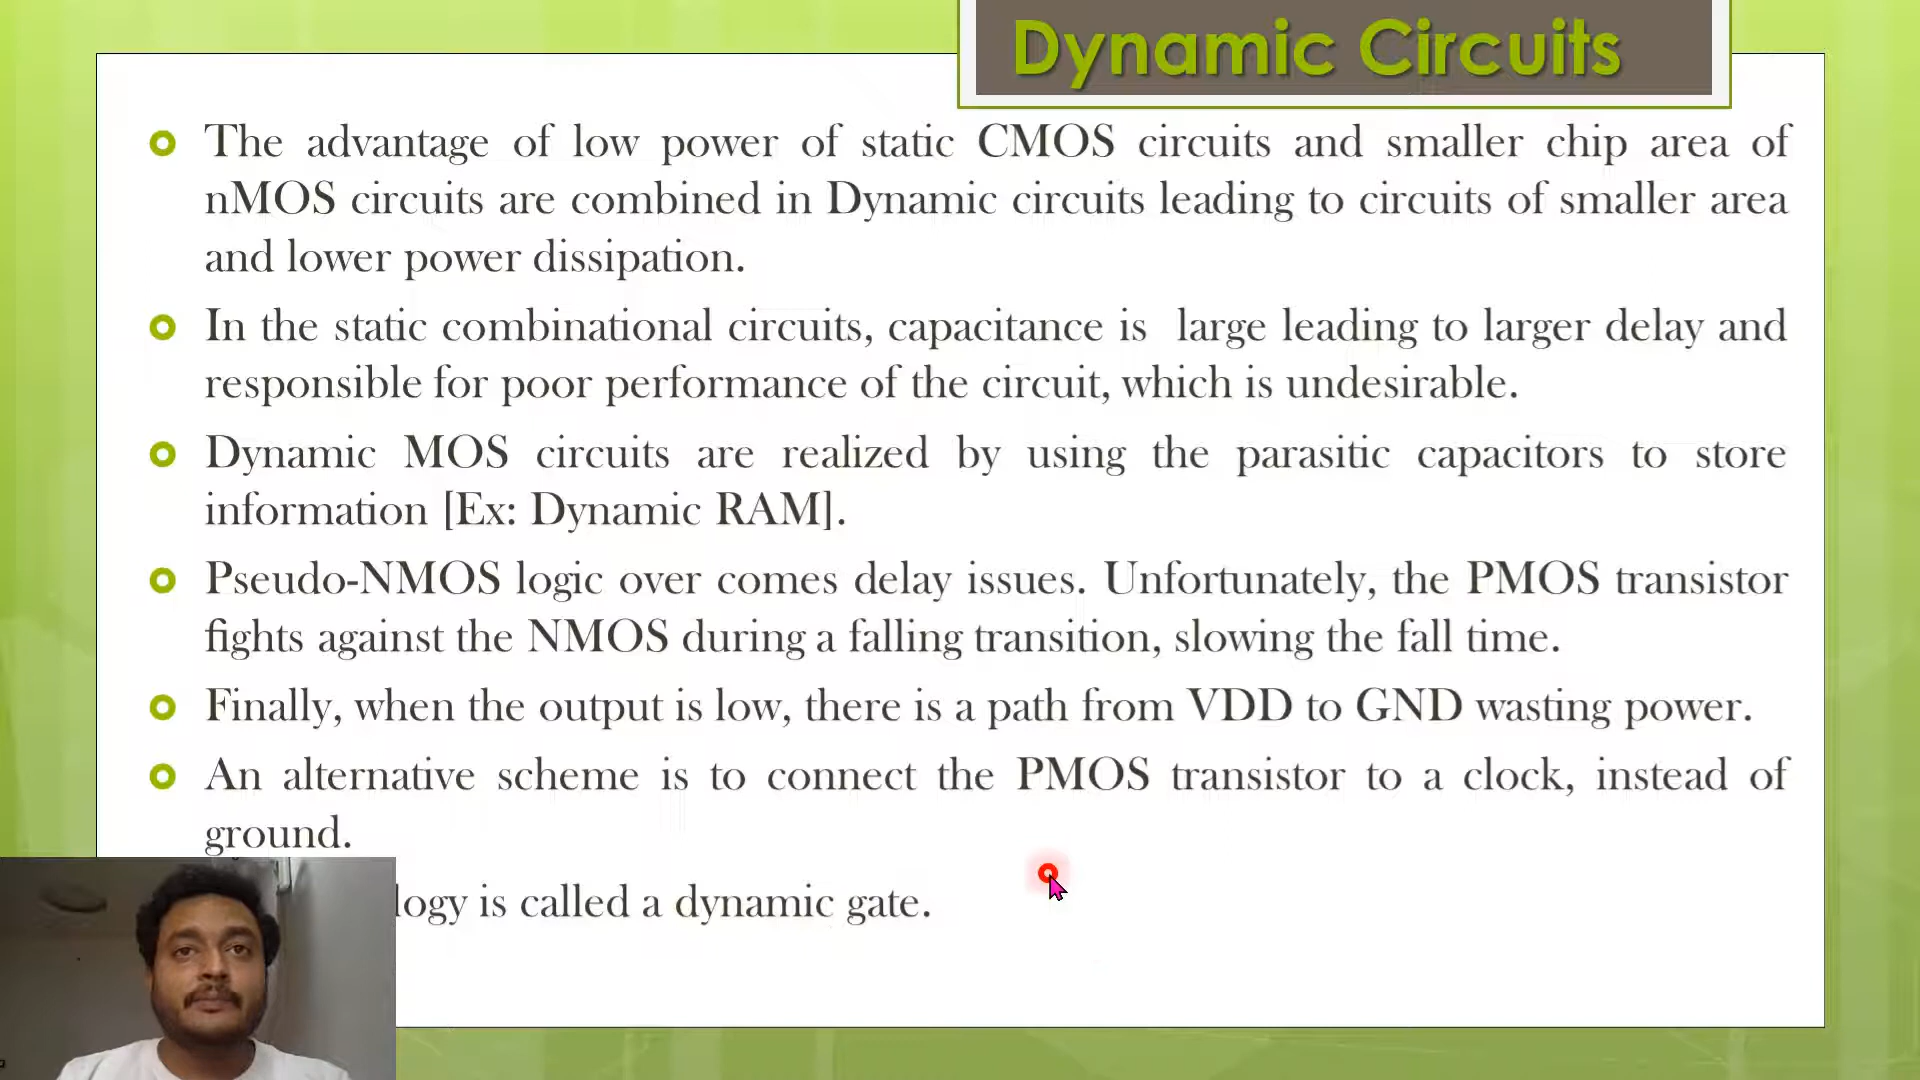 Dynamic Circuits
The advantage of low power of static CMOS circuits and smaller chip area of
nMOS circuits are combined in Dynamic circuits leading to circuits of smaller area
and lower power dissipation.
In the static combinational circuits, capacitance is large leading to larger delay and
responsible for poor performance of the circuit, which is undesirable.
Dynamic MOS circuits are realized by using the parasitic capacitors to store
information [Ex: Dynamic RAM].
Pseudo-NMOS logic over comes delay issues. Unfortunately, the PMOS transistor
fights against the NMOS during a falling transition, slowing the fall time.
Finally, when the output is low, there is a path from VDD to GND wasting power.
An alternative scheme is to connect the PMOS transistor to a clock, instead of
ground.
logy is called a dynamic gate.